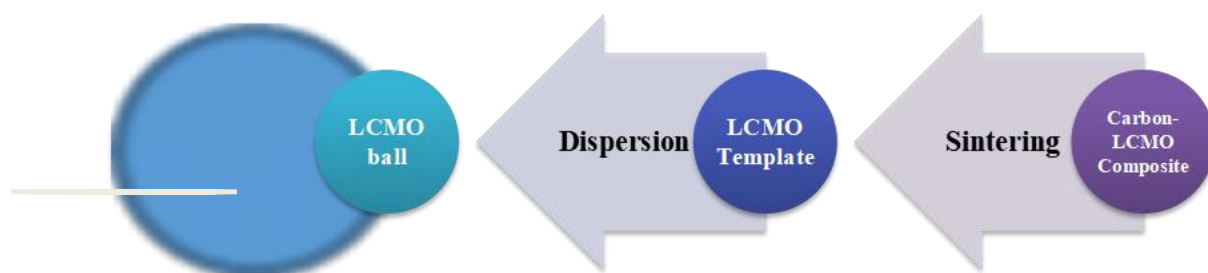 LCMO
ball
Dispersion
LCMO
Template
Sintering
Carbon-
LCMO
Composite